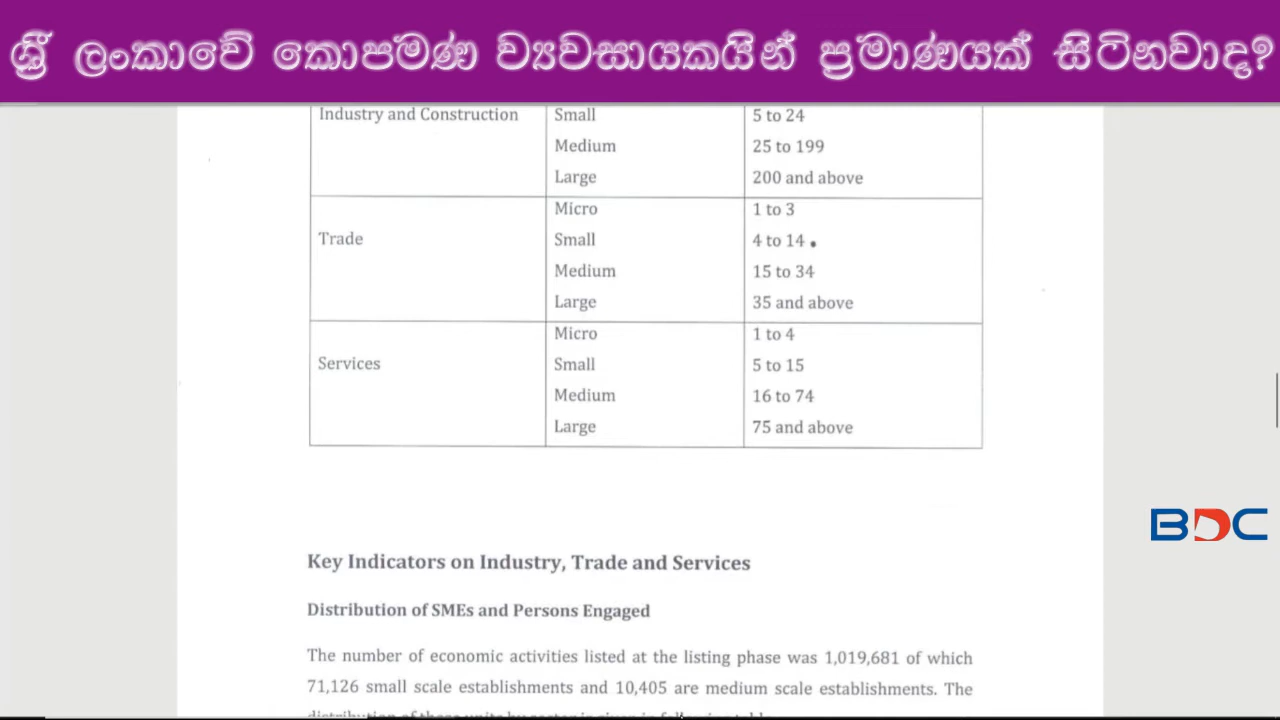 ශ්‍රී ලංකාවේ කොපමණ ව්‍යවසායකයින් ප්‍රමාණයක් සිටිනවාද?
Industry and Construction Small 5 to 24
Medium 25 to 199
Large 200 and above
Micro 1 to 3
Trade Small 4 to 14
Medium 15 to 34
Large 35 and above
Micro 1 to 4
Services Small 5 to 15
Medium 16 to 74
Large 75 and above
BDC
Key Indicators on Industry, Trade and Services
Distribution of SMEs and Persons Engaged
The number of economic activities listed at the listing phase was 1,019,681 of which
71,126 small scale establishments and 10,405 are medium scale establishments. The